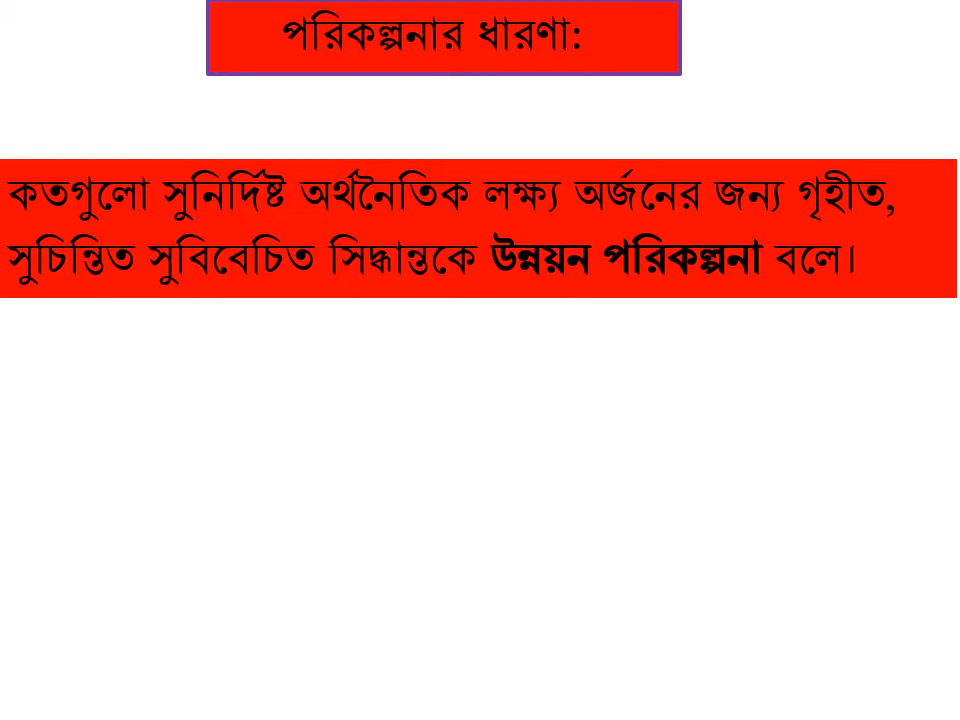 পরিকল্পনার ধারণা:
কতগুলো সুনির্দিষ্ট অর্থনৈতিক লক্ষ্য অর্জনের জন্য গৃহীত,
সুচিন্তিত সুবিবেচিত সিদ্ধান্তকে উন্নয়ন পরিকল্পনা বলে।